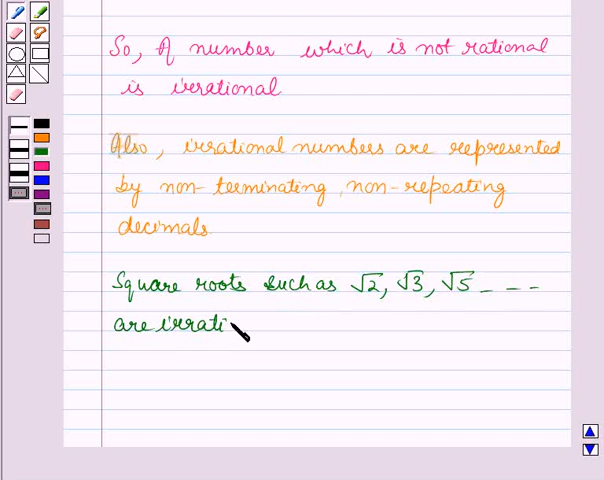 So, A number which is not rational
is irrational
Also, irrational numbers are represented
by non-terminating, non-repeating
decimals
Square roots such as √2, √3, √5 _ _ _
are irrati